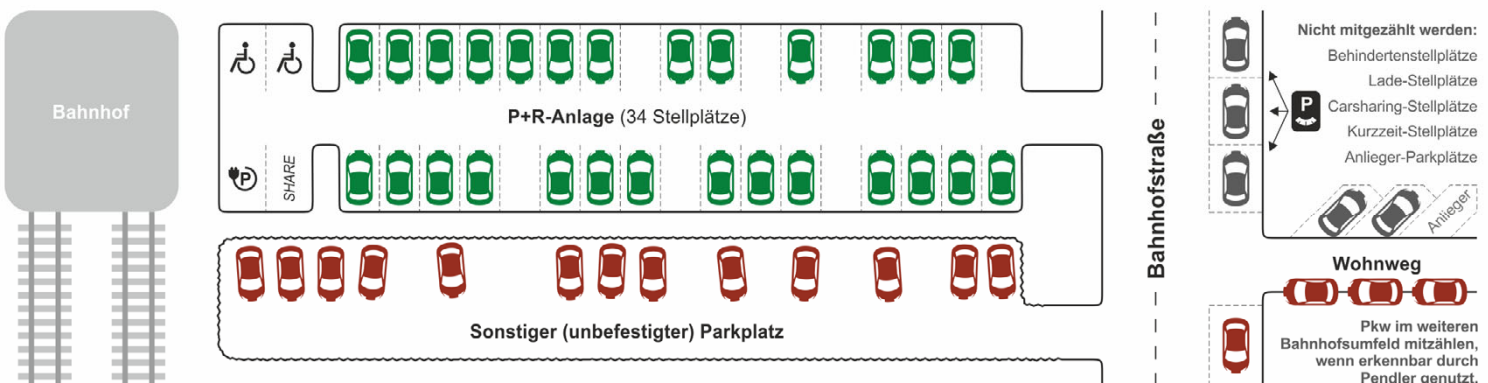 Bahnhof
P+R-Anlage (34 Stellplätze)
P
SHARE
Sonstiger (unbefestigter) Parkplatz
Bahnhofstraße
Nicht mitgezählt werden:
Behindertenstellplätze
Lade-Stellplätze
P
Carsharing-Stellplätze
Kurzzeit-Stellplätze
Anlieger-Parkplätze
Anlieger
Wohnweg
Pkw im weiteren
Bahnhofsumfeld mitzählen,
wenn erkennbar durch
Pendler genutzt.